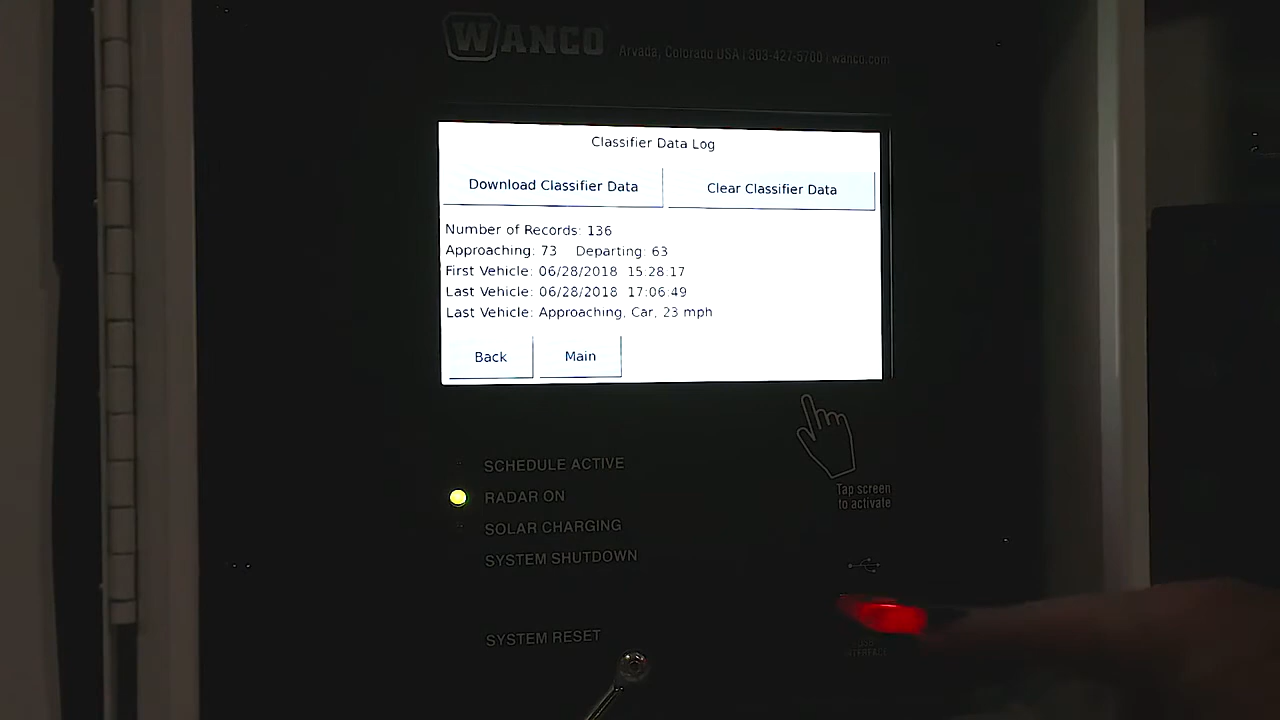 WANCO
Arvada, Colorado USA | 303-427-5700 / wanco.com
Classifier Data Log
Download Classifier Data
Clear Classifier Data
Number of Records: 136
Approaching: 73 Departing: 63
First Vehicle: 06/28/2018 15:28:17
Last Vehicle: 06/28/2018 17:06:49
Last Vehicle: Approaching, Car, 23 mph
Back
Main
SCHEDULE ACTIVE
RADAR ON
SOLAR CHARGING
SYSTEM SHUTDOWN
Tap screen
to activate
SYSTEM RESET
INTERFACE